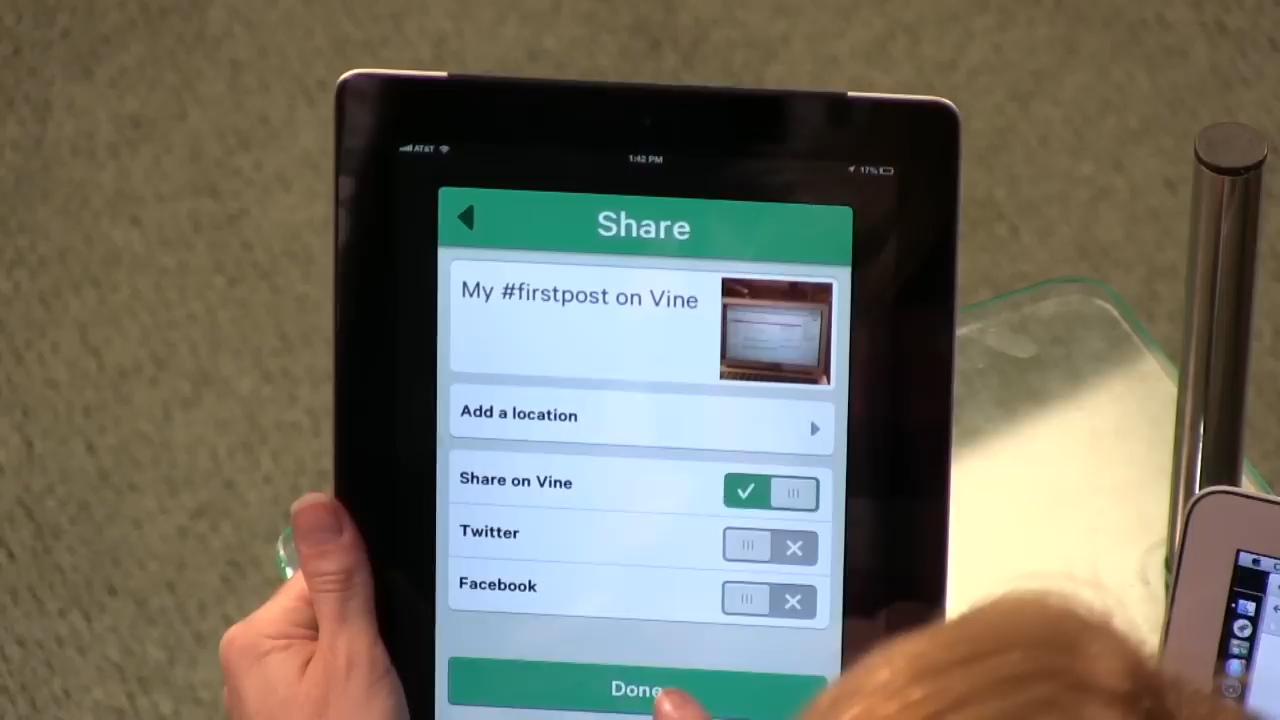 AT&T
1:42 PM
17%
Share
My #firstpost on Vine
Add a location
Share on Vine
Twitter
Facebook
Done